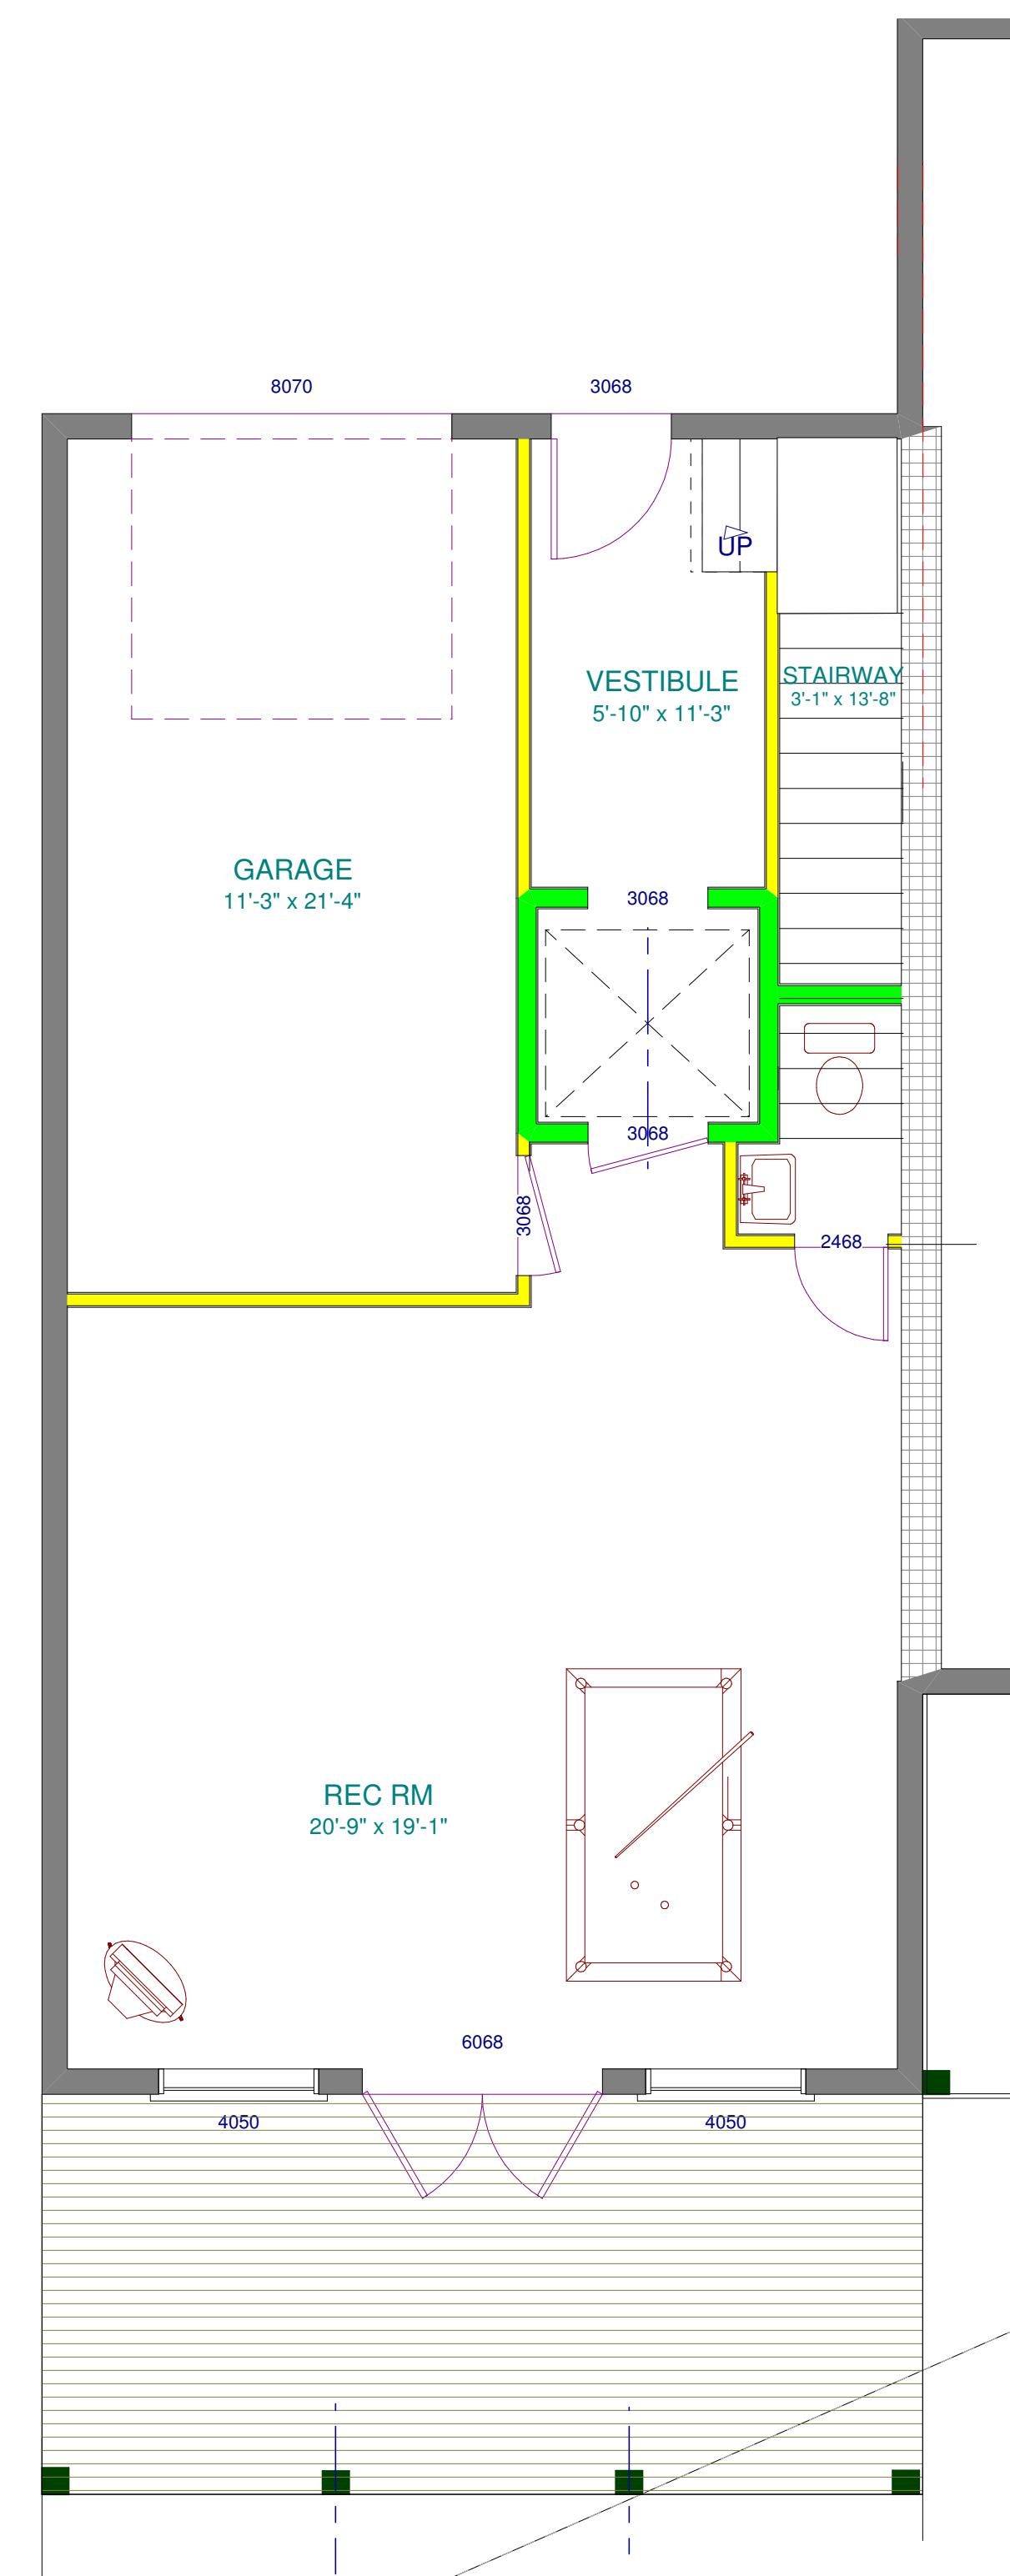 8070
3068
UP
VESTIBULE
5'-10" x 11'-3"
STAIRWAY
3'-1" x 13'-8"
GARAGE
11'-3" x 21'-4"
3068
3068
3068
2468
REC RM
20'-9" x 19'-1"
6068
4050
4050